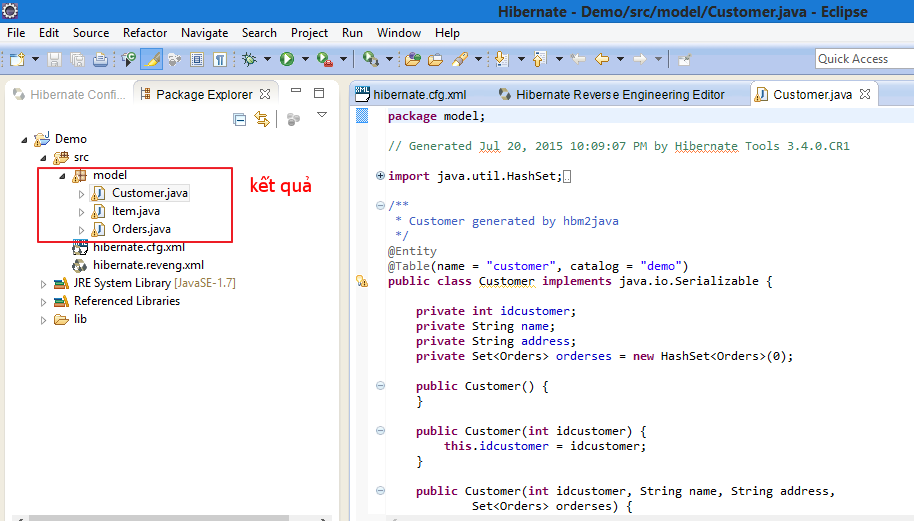 Hibernate - Demo/src/model/Customer.java - Eclipse
File Edit Source Refactor Navigate Search Project Run Window Help
Quick Access
Hibernate Confi...
Package Explorer
hibernate.cfg.xml
Hibernate Reverse Engineering Editor
Customer.java
Demo
src
model
Customer.java
Item.java
Orders.java
hibernate.cfg.xml
hibernate.reveng.xml
JRE System Library [JavaSE-1.7]
Referenced Libraries
lib
kết quả
package model;
// Generated Jul 20, 2015 10:09:07 PM by Hibernate Tools 3.4.0.CR1
import java.util.HashSet;
/**
* Customer generated by hbm2java
*/
@Entity
@Table(name = "customer", catalog = "demo")
public class Customer implements java.io.Serializable {
private int idcustomer;
private String name;
private String address;
private Set<Orders> orderses = new HashSet<Orders>(0);
public Customer() {
}
public Customer(int idcustomer) {
this.idcustomer = idcustomer;
}
public Customer(int idcustomer, String name, String address,
Set<Orders> orderses) {